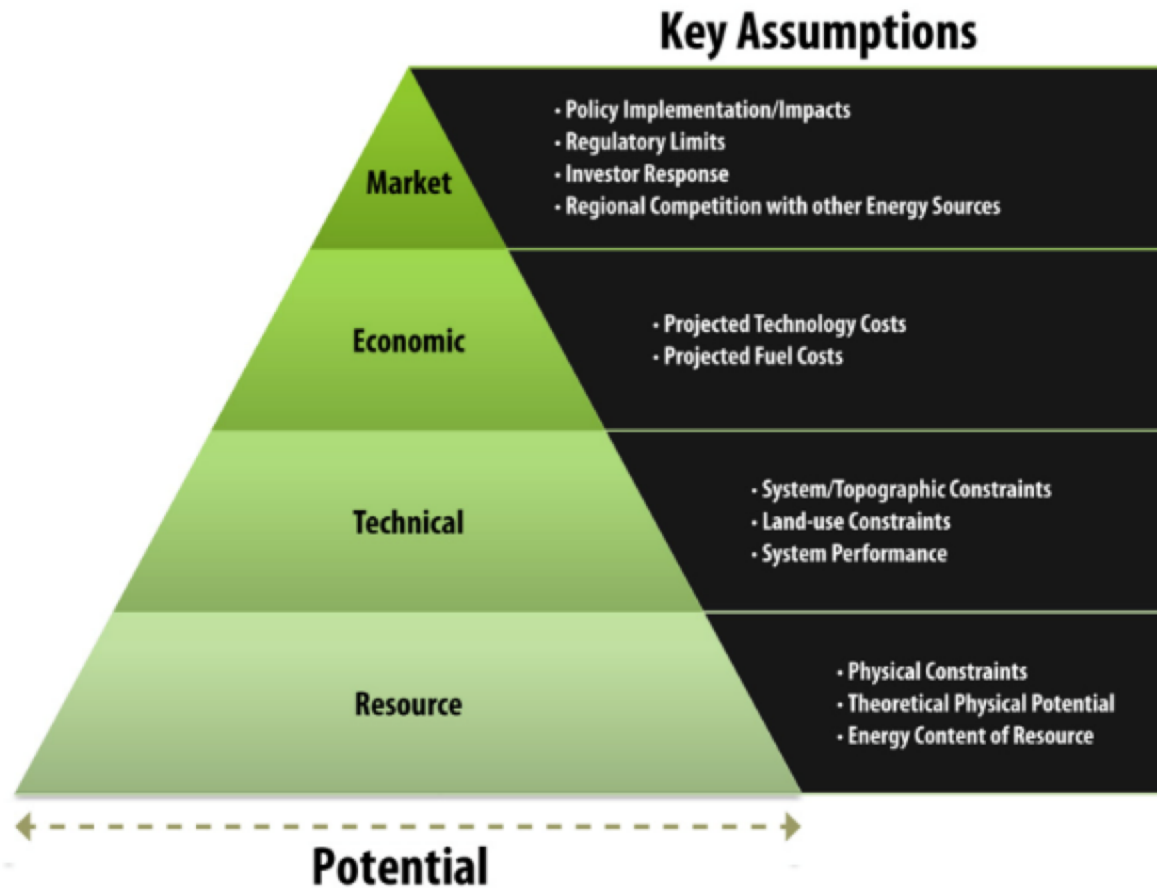 Key Assumptions
Market
• Policy Implementation/Impacts
• Regulatory Limits
• Investor Response
• Regional Competition with other Energy Sources
Economic
• Projected Technology Costs
• Projected Fuel Costs
Technical
• System/Topographic Constraints
• Land-use Constraints
• System Performance
Resource
• Physical Constraints
• Theoretical Physical Potential
• Energy Content of Resource
Potential